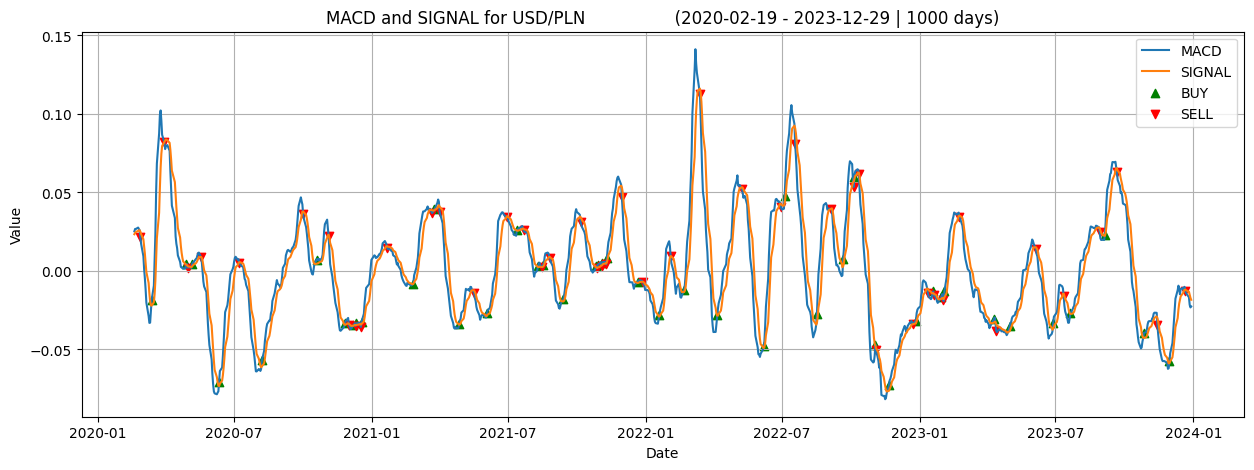 MACD and SIGNAL for USD/PLN (2020-02-19 - 2023-12-29 | 1000 days)
0.15
0.10
0.05
0.00
−0.05
Value
MACD
SIGNAL
BUY
SELL
2020-01 2020-07 2021-01 2021-07 2022-01 2022-07 2023-01 2023-07 2024-01
Date